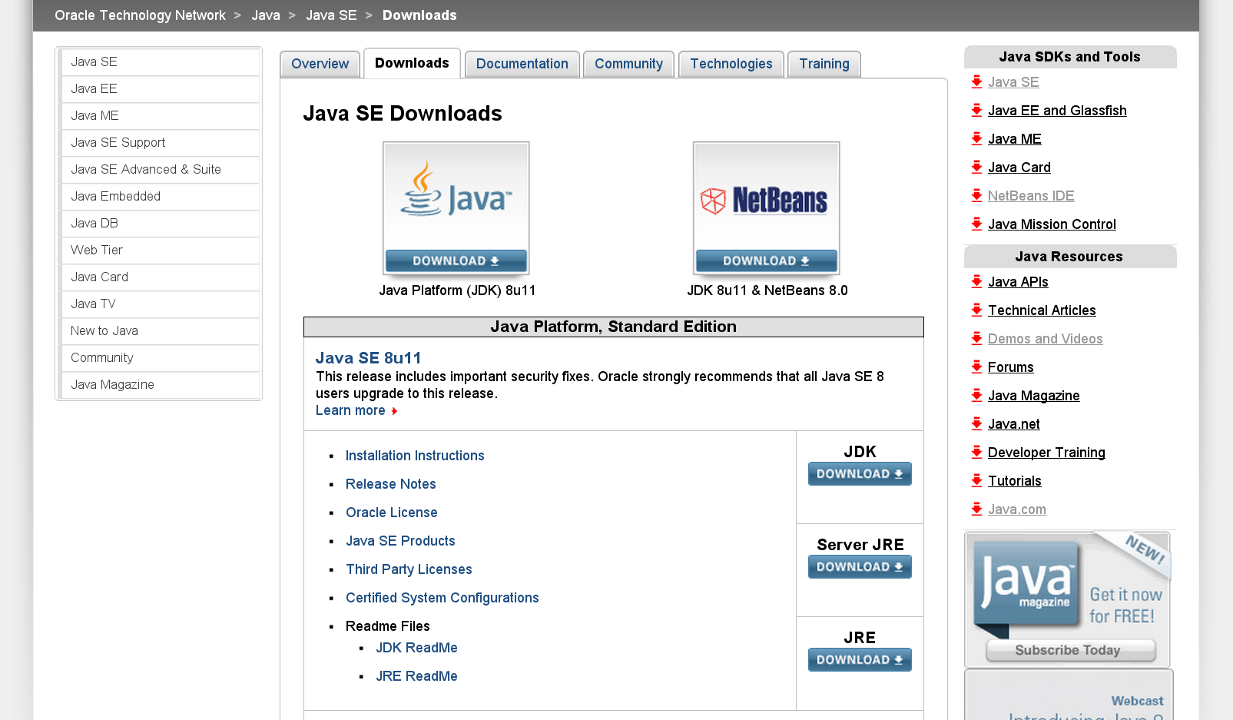 Oracle Technology Network > Java > Java SE > Downloads
Java SE
Java EE
Java ME
Java SE Support
Java SE Advanced & Suite
Java Embedded
Java DB
Web Tier
Java Card
Java TV
New to Java
Community
Java Magazine
Overview
Downloads
Documentation
Community
Technologies
Training
Java SE Downloads
Java™
DOWNLOAD
Java Platform (JDK) 8u11
NetBeans
DOWNLOAD
JDK 8u11 & NetBeans 8.0
Java Platform, Standard Edition
Java SE 8u11
This release includes important security fixes. Oracle strongly recommends that all Java SE 8
users upgrade to this release.
Learn more
Installation Instructions
Release Notes
Oracle License
Java SE Products
Third Party Licenses
Certified System Configurations
Readme Files
JDK ReadMe
JRE ReadMe
JDK
DOWNLOAD
Server JRE
DOWNLOAD
JRE
DOWNLOAD
Java SDKs and Tools
Java SE
Java EE and Glassfish
Java ME
Java Card
NetBeans IDE
Java Mission Control
Java Resources
Java APIs
Technical Articles
Demos and Videos
Forums
Java Magazine
Java.net
Developer Training
Tutorials
Java.com
NEW!
Java
magazine
Get it now
for FREE!
Subscribe Today
Webcast
Introducing Java 8